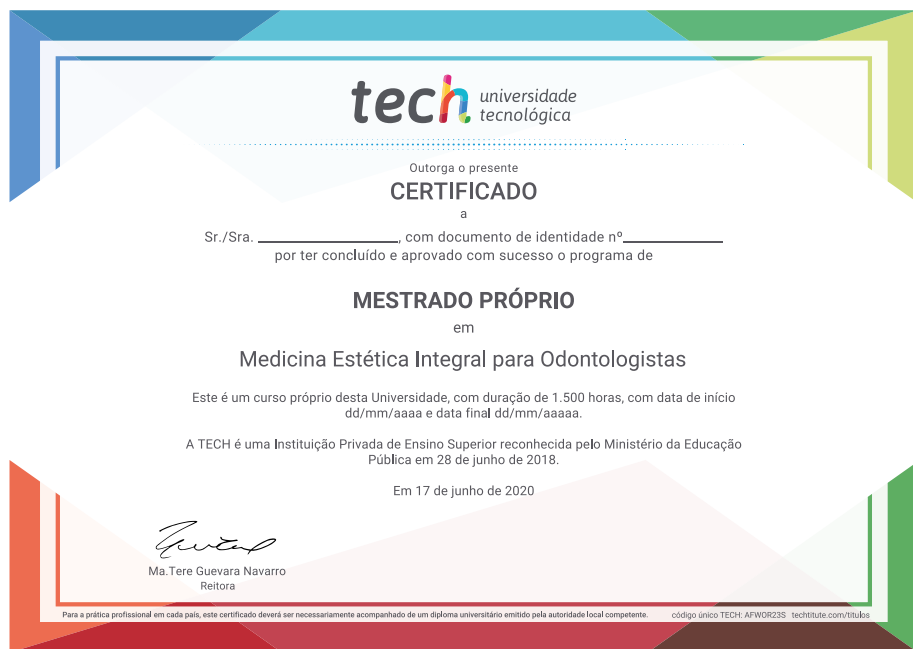 tech universidade
tecnológica
Outorga o presente
CERTIFICADO
a
Sr./Sra. ____________, com documento de identidade nº____________
por ter concluído e aprovado com sucesso o programa de
MESTRADO PRÓPRIO
em
Medicina Estética Integral para Odontologistas
Este é um curso próprio desta Universidade, com duração de 1.500 horas, com data de início
dd/mm/aaaa e data final dd/mm/aaaaa.
A TECH é uma Instituição Privada de Ensino Superior reconhecida pelo Ministério da Educação
Pública em 28 de junho de 2018.
Em 17 de junho de 2020
Ma.Tere Guevara Navarro
Reitora
Para a prática profissional em cada país, este certificado deverá ser necessariamente acompanhado de um diploma universitário emitido pela autoridade local competente. código único TECH: AFWOR23S techtitute.com/titulos